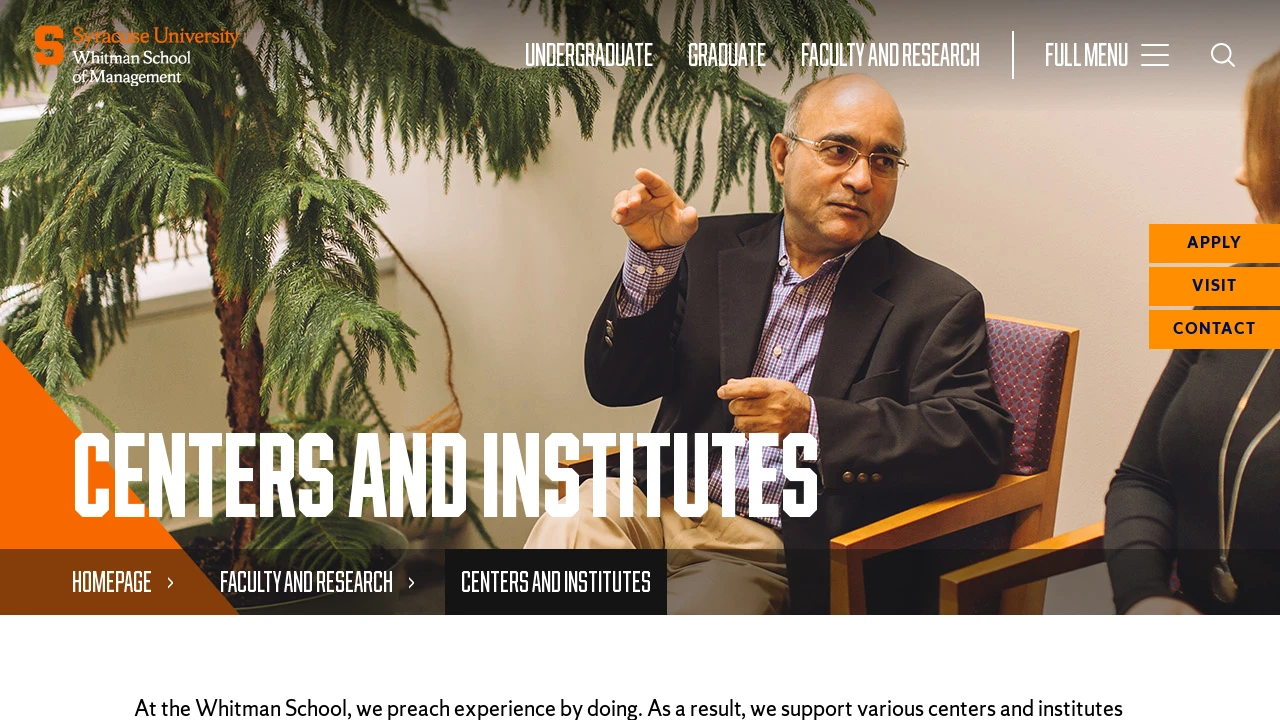 Syracuse University
Whitman School
of Management
UNDERGRADUATE
GRADUATE
FACULTY AND RESEARCH
FULL MENU
APPLY
VISIT
CONTACT
CENTERS AND INSTITUTES
HOMEPAGE > FACULTY AND RESEARCH > CENTERS AND INSTITUTES
At the Whitman School, we preach experience by doing. As a result, we support various centers and institutes